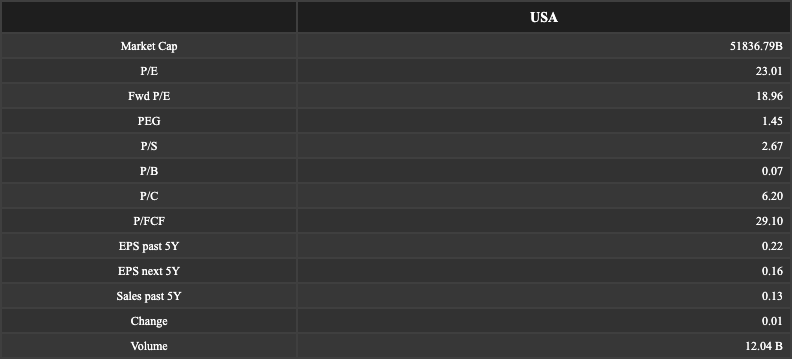 USA
Market Cap 51836.79B
P/E 23.01
Fwd P/E 18.96
PEG 1.45
P/S 2.67
P/B 0.07
P/C 6.20
P/FCF 29.10
EPS past 5Y 0.22
EPS next 5Y 0.16
Sales past 5Y 0.13
Change 0.01
Volume 12.04 B